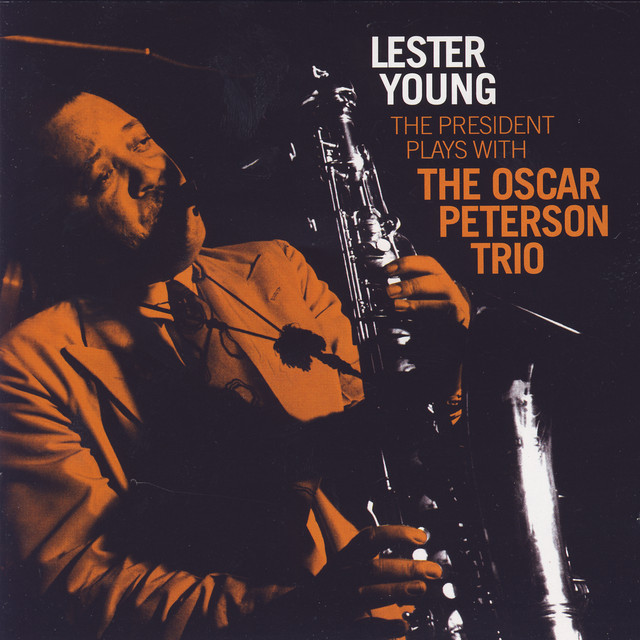 LESTER
YOUNG
THE PRESIDENT
PLAYS WITH
THE OSCAR
PETERSON
TRIO